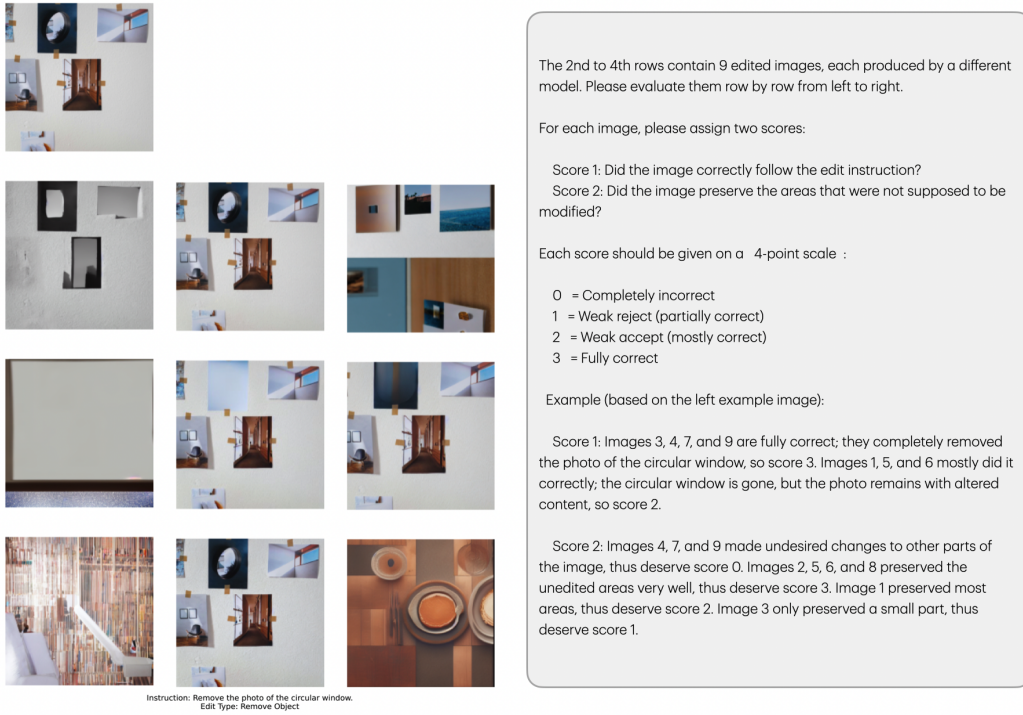 The 2nd to 4th rows contain 9 edited images, each produced by a different
model. Please evaluate them row by row from left to right.
For each image, please assign two scores:
Score 1: Did the image correctly follow the edit instruction?
Score 2: Did the image preserve the areas that were not supposed to be
modified?
Each score should be given on a 4-point scale :
0 = Completely incorrect
1 = Weak reject (partially correct)
2 = Weak accept (mostly correct)
3 = Fully correct
Example (based on the left example image):
Score 1: Images 3, 4, 7, and 9 are fully correct; they completely removed
the photo of the circular window, so score 3. Images 1, 5, and 6 mostly did it
correctly; the circular window is gone, but the photo remains with altered
content, so score 2.
Score 2: Images 4, 7, and 9 made undesired changes to other parts of
the image, thus deserve score 0. Images 2, 5, 6, and 8 preserved the
unedited areas very well, thus deserve score 3. Image 1 preserved most
areas, thus deserve score 2. Image 3 only preserved a small part, thus
deserve score 1.
Instruction: Remove the photo of the circular window.
Edit Type: Remove Object